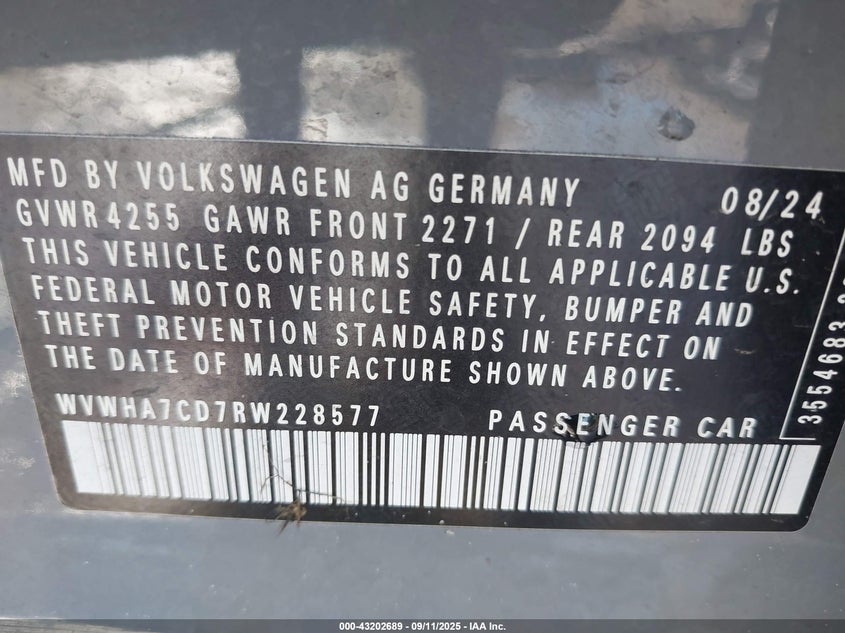 MFD BY VOLKSWAGEN AG GERMANY 08/24
GVWR 4255 GAWR FRONT 2271 / REAR 2094 LBS
THIS VEHICLE CONFORMS TO ALL APPLICABLE U.S.
FEDERAL MOTOR VEHICLE SAFETY, BUMPER AND
THEFT PREVENTION STANDARDS IN EFFECT ON
THE DATE OF MANUFACTURE SHOWN ABOVE.
WVWHA7CD7RW228577 PASSENGER CAR
3554683
000-43202689 - 09/11/2025 - IAA Inc.